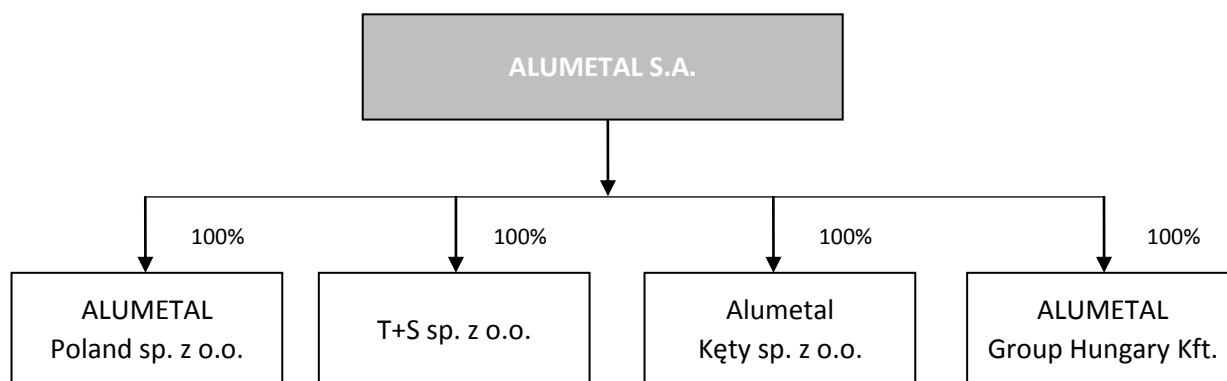 ALUMETAL S.A.
100%
100%
100%
100%
ALUMETAL
Poland sp. z o.o.
T+S sp. z o.o.
Alumetal
Kęty sp. z o.o.
ALUMETAL
Group Hungary Kft.